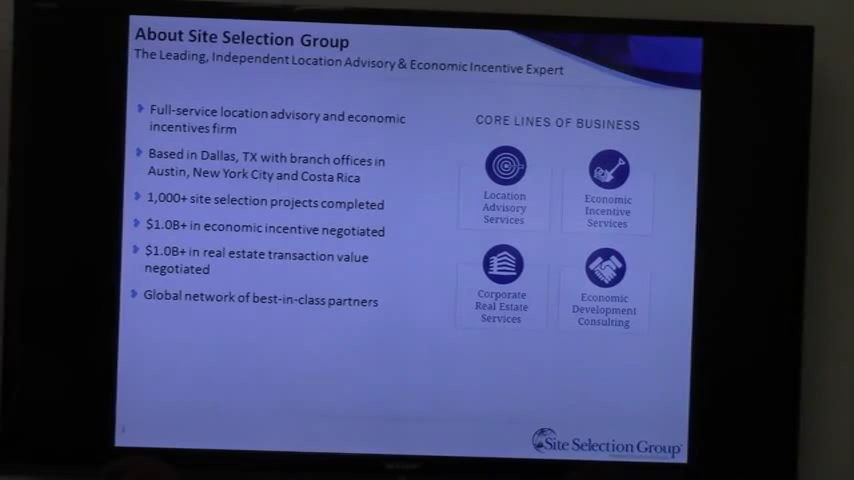 About Site Selection Group
The Leading, Independent Location Advisory & Economic Incentive Expert
Full-service location advisory and economic
incentives firm
Based in Dallas, TX with branch offices in
Austin, New York City and Costa Rica
1,000+ site selection projects completed
$1.0B+ in economic incentive negotiated
$1.0B+ in real estate transaction value
negotiated
Global network of best-in-class partners
CORE LINES OF BUSINESS
Location
Advisory
Services
Economic
Incentive
Services
Corporate
Real Estate
Services
Economic
Development
Consulting
Site Selection Group